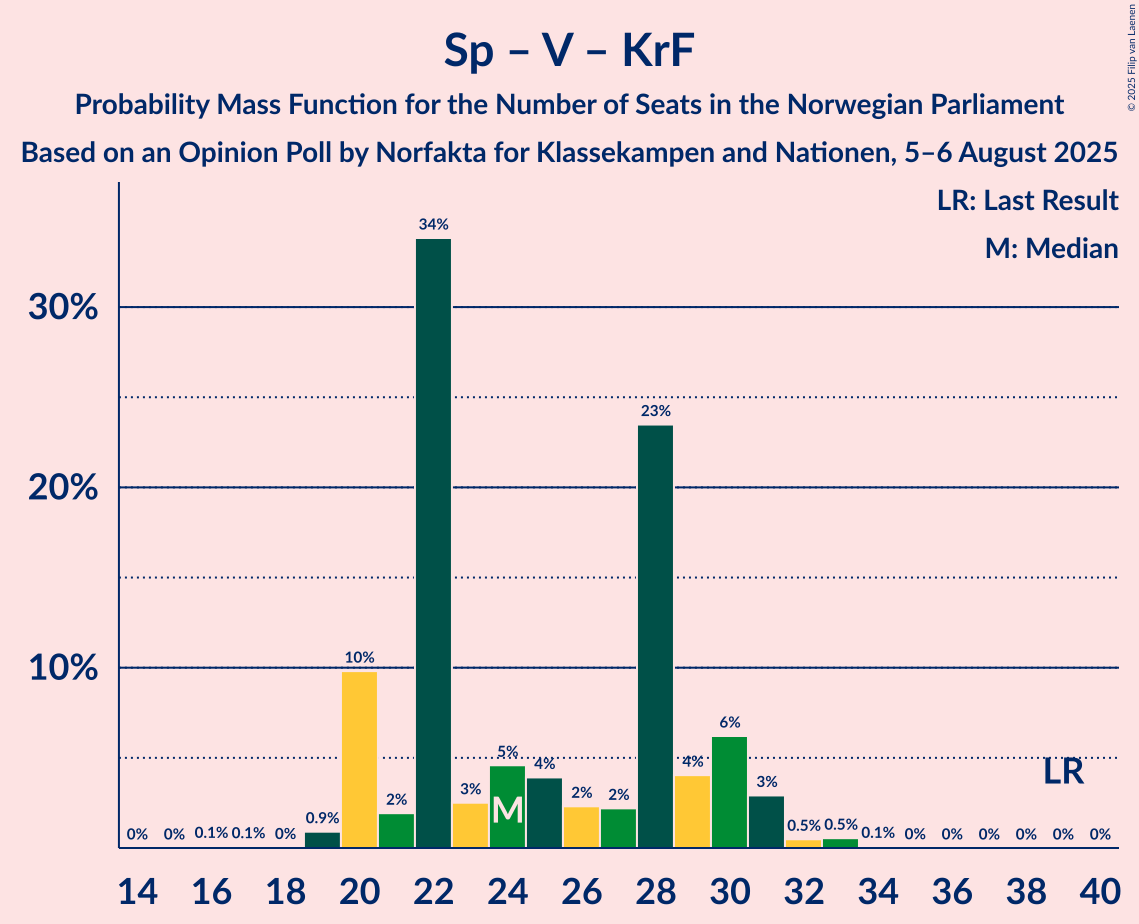 Sp – V – KrF
Probability Mass Function for the Number of Seats in the Norwegian Parliament
Based on an Opinion Poll by Norfakta for Klassekampen and Nationen, 5–6 August 2025
© 2025 Filip van Laenen
LR: Last Result
M: Median
30%
20%
10%
0% 0% 0.1% 0.1% 0% 0.9% 10% 2% 34% 3% 5% 4% 2% 2% 23% 4% 6% 3% 0.5% 0.5% 0.1% 0% 0% 0% 0% 0% 0%
M
LR
14 16 18 20 22 24 26 28 30 32 34 36 38 40